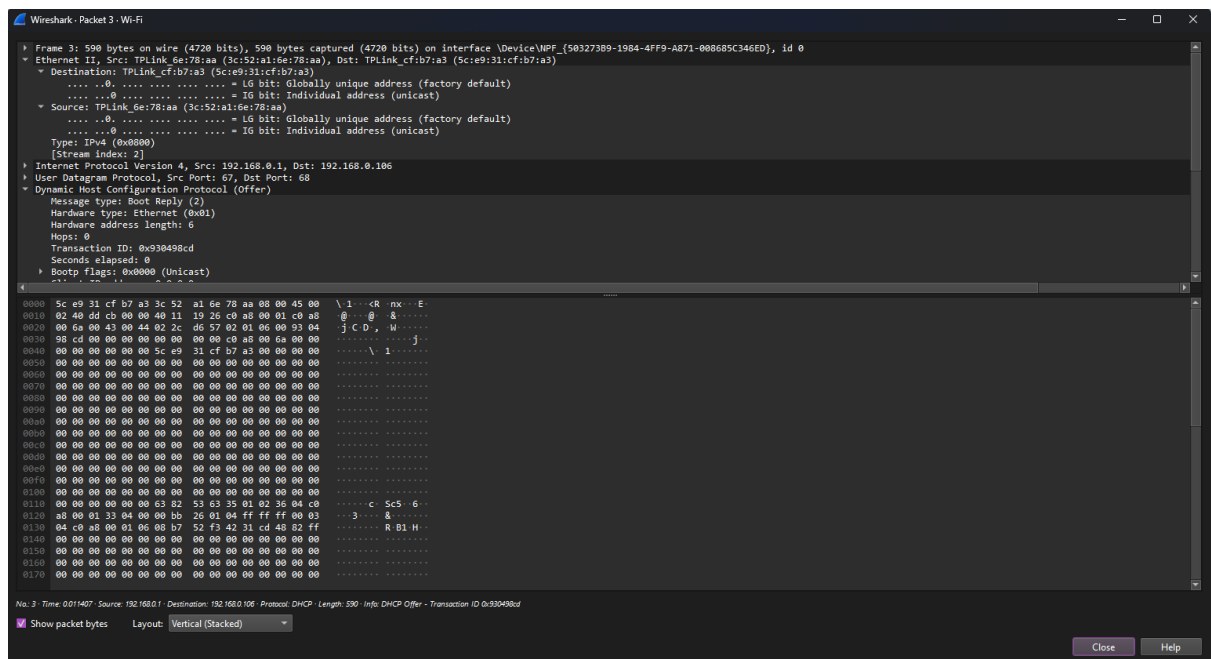 Wireshark · Packet 3 · Wi-Fi
Frame 3: 590 bytes on wire (4720 bits), 590 bytes captured (4720 bits) on interface \Device\NPF_{503273B9-1984-4FF9-A871-008685C346ED}, id 0
Ethernet II, Src: TPLink_6e:78:aa (3c:52:a1:6e:78:aa), Dst: TPLink_cf:b7:a3 (5c:e9:31:cf:b7:a3)
Destination: TPLink_cf:b7:a3 (5c:e9:31:cf:b7:a3)
.... ..0. .... .... .... .... = LG bit: Globally unique address (factory default)
.... ...0 .... .... .... .... = IG bit: Individual address (unicast)
Source: TPLink_6e:78:aa (3c:52:a1:6e:78:aa)
.... ..0. .... .... .... .... = LG bit: Globally unique address (factory default)
.... ...0 .... .... .... .... = IG bit: Individual address (unicast)
Type: IPv4 (0x0800)
[Stream index: 2]
Internet Protocol Version 4, Src: 192.168.0.1, Dst: 192.168.0.106
User Datagram Protocol, Src Port: 67, Dst Port: 68
Dynamic Host Configuration Protocol (Offer)
Message type: Boot Reply (2)
Hardware type: Ethernet (0x01)
Hardware address length: 6
Hops: 0
Transaction ID: 0x930498cd
Seconds elapsed: 0
Bootp flags: 0x0000 (Unicast)
0000 5c e9 31 cf b7 a3 3c 52 a1 6e 78 aa 08 00 45 00 \·1···<R ·nx···E·
0010 02 40 dd cb 00 00 40 11 19 26 c0 a8 00 01 c0 a8 ·@····@· ·&······
0020 00 6a 00 43 00 44 02 2c d6 57 02 01 06 00 93 04 ·j·C·D·, ·W······
0030 98 cd 00 00 00 00 00 00 00 00 c0 a8 00 6a 00 00 ········ ·····j··
0040 00 00 00 00 00 00 5c e9 31 cf b7 a3 00 00 00 00 ······\· 1·······
0050 00 00 00 00 00 00 00 00 00 00 00 00 00 00 00 00 ········ ········
0060 00 00 00 00 00 00 00 00 00 00 00 00 00 00 00 00 ········ ········
0070 00 00 00 00 00 00 00 00 00 00 00 00 00 00 00 00 ········ ········
0080 00 00 00 00 00 00 00 00 00 00 00 00 00 00 00 00 ········ ········
0090 00 00 00 00 00 00 00 00 00 00 00 00 00 00 00 00 ········ ········
00a0 00 00 00 00 00 00 00 00 00 00 00 00 00 00 00 00 ········ ········
00b0 00 00 00 00 00 00 00 00 00 00 00 00 00 00 00 00 ········ ········
00c0 00 00 00 00 00 00 00 00 00 00 00 00 00 00 00 00 ········ ········
00d0 00 00 00 00 00 00 00 00 00 00 00 00 00 00 00 00 ········ ········
00e0 00 00 00 00 00 00 00 00 00 00 00 00 00 00 00 00 ········ ········
00f0 00 00 00 00 00 00 00 00 00 00 00 00 00 00 00 00 ········ ········
0100 00 00 00 00 00 00 00 00 00 00 00 00 00 00 00 00 ········ ········
0110 00 00 00 00 00 00 63 82 53 63 35 01 02 36 04 c0 ······c· Sc5··6··
0120 a8 00 01 33 04 00 00 bb 26 01 04 ff ff ff 00 03 ···3···· &·······
0130 04 c0 a8 00 01 06 08 b7 52 f3 42 31 cd 48 82 ff ········ R·B1·H··
0140 00 00 00 00 00 00 00 00 00 00 00 00 00 00 00 00 ········ ········
0150 00 00 00 00 00 00 00 00 00 00 00 00 00 00 00 00 ········ ········
0160 00 00 00 00 00 00 00 00 00 00 00 00 00 00 00 00 ········ ········
0170 00 00 00 00 00 00 00 00 00 00 00 00 00 00 00 00 ········ ········
No.: 3 · Time: 0.011407 · Source: 192.168.0.1 · Destination: 192.168.0.106 · Protocol: DHCP · Length: 590 · Info: DHCP Offer - Transaction ID 0x930498cd
Show packet bytes Layout: Vertical (Stacked)
Close Help